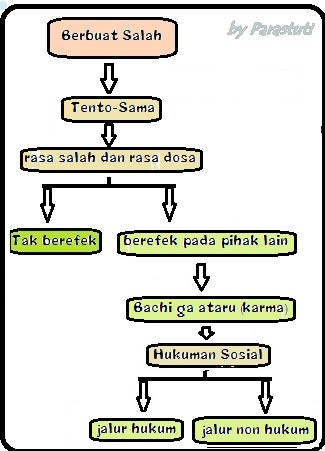 by Parastuti
Berbuat Salah
Tento-Sama
rasa salah dan rasa dosa
Tak berefek
berefek pada pihak lain
Bachi ga ataru (karma)
Hukuman Sosial
jalur hukum
jalur non hukum